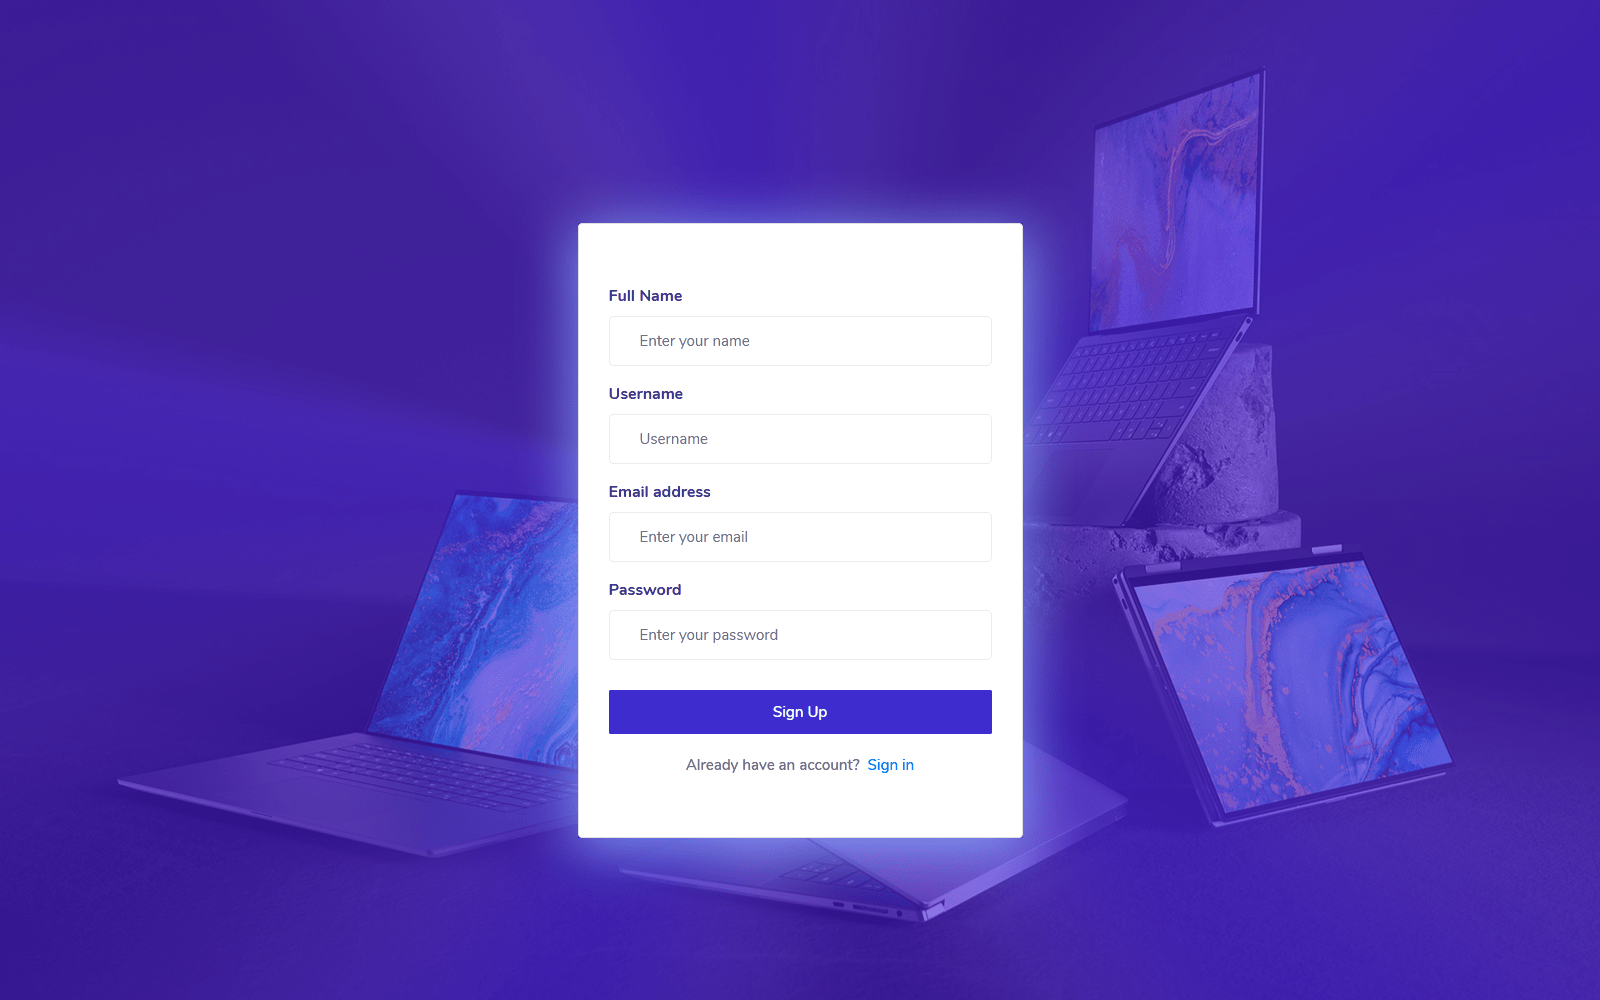 Full Name
Enter your name
Username
Username
Email address
Enter your email
Password
Enter your password
Sign Up
Already have an account? Sign in